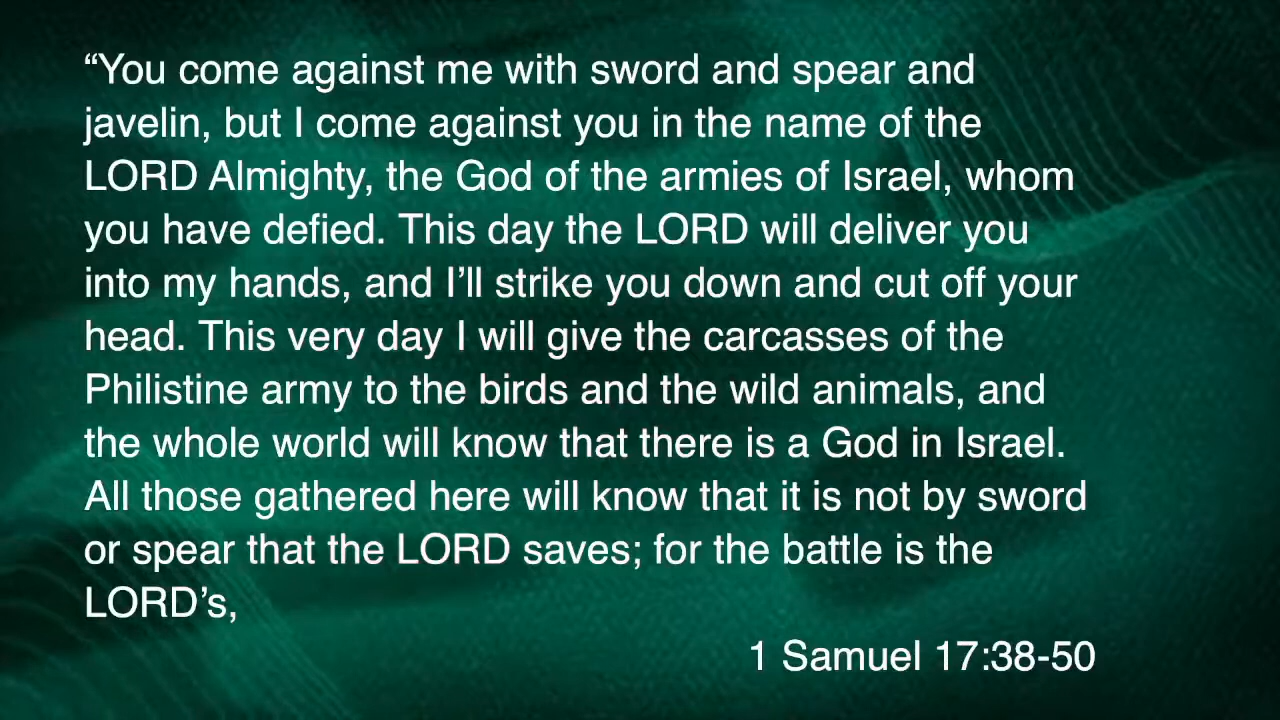 “You come against me with sword and spear and
javelin, but I come against you in the name of the
LORD Almighty, the God of the armies of Israel, whom
you have defied. This day the LORD will deliver you
into my hands, and I’ll strike you down and cut off your
head. This very day I will give the carcasses of the
Philistine army to the birds and the wild animals, and
the whole world will know that there is a God in Israel.
All those gathered here will know that it is not by sword
or spear that the LORD saves; for the battle is the
LORD’s,
1 Samuel 17:38-50